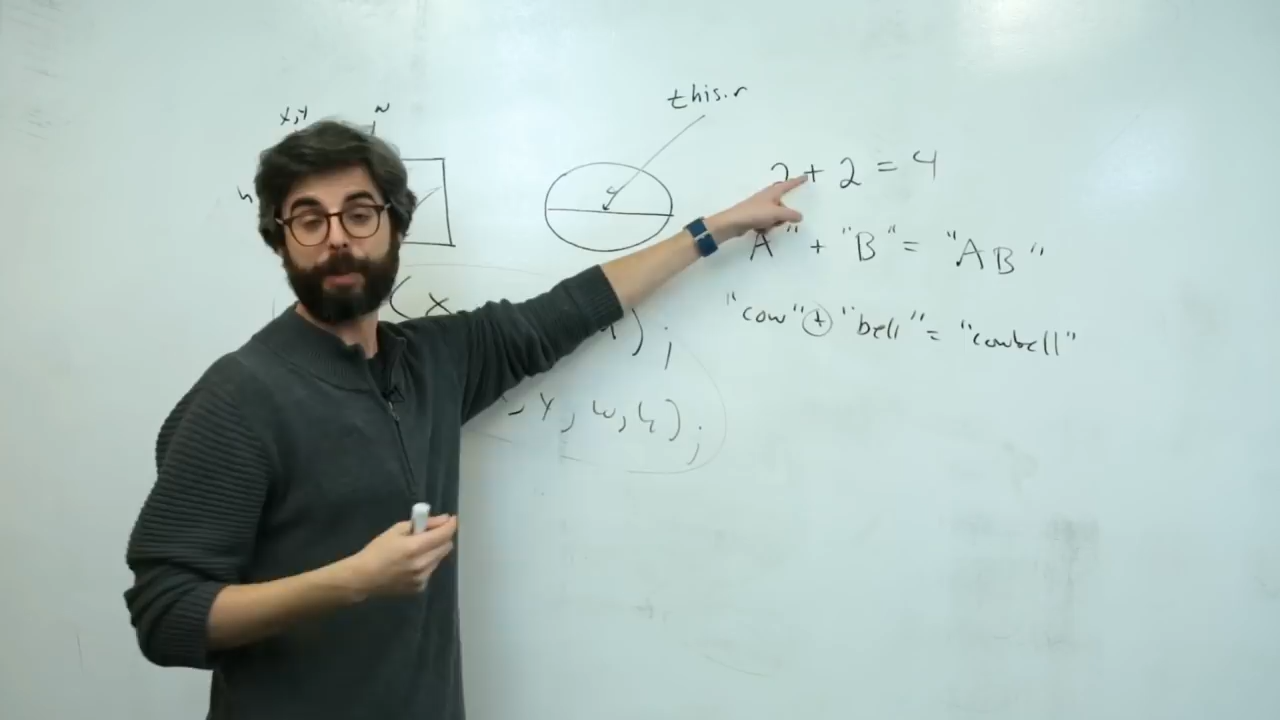 x,y
w
h
this.r
2 + 2 = 4
A" + "B" = "AB"
"cow" + "bell" = "cowbell"
(x
);
Y, w, h);